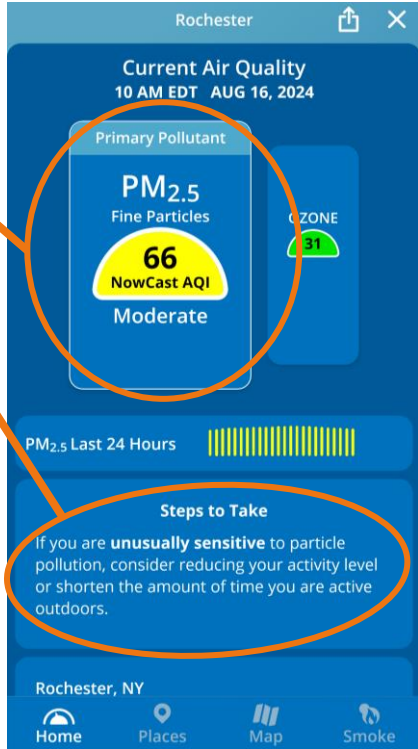 Rochester
Current Air Quality
10 AM EDT AUG 16, 2024
Primary Pollutant
PM2.5
Fine Particles
66
NowCast AQI
Moderate
OZONE
31
PM2.5 Last 24 Hours
Steps to Take
If you are unusually sensitive to particle
pollution, consider reducing your activity level
or shorten the amount of time you are active
outdoors.
Rochester, NY
Home
Places
Map
Smoke